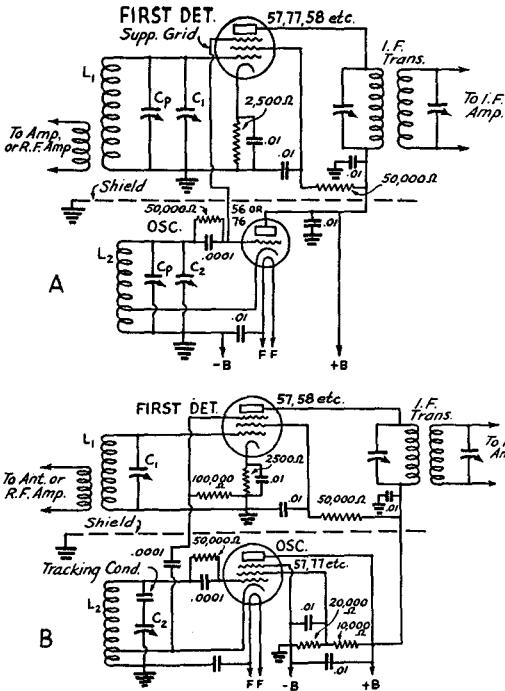 FIRST DET.
57,77,58 etc.
Supp. Grid
I.F.
Trans.
L1
2,500Ω
Cp
C1
.01
To Amp.
or R.F. Amp
To I.F.
Amp.
.01
.01
50,000Ω
Shield
50,000Ω
56 OR
76
OSC.
.0001
.01
L2
Cp
C2
A
.01
-B
F F
+B
57,58 etc.
FIRST DET.
I.F.
Trans.
L1
C1
To Ant. or
R.F. Amp.
2500Ω
100,000
Ω
.01
.01
50,000Ω
.01
To I
Am
Shield
.0001
50,000Ω
OSC.
57,77 etc.
Tracking Cond.
.0001
L2
C2
B
.01
20,000
Ω
10,000
Ω
.01
F F
-B
+B